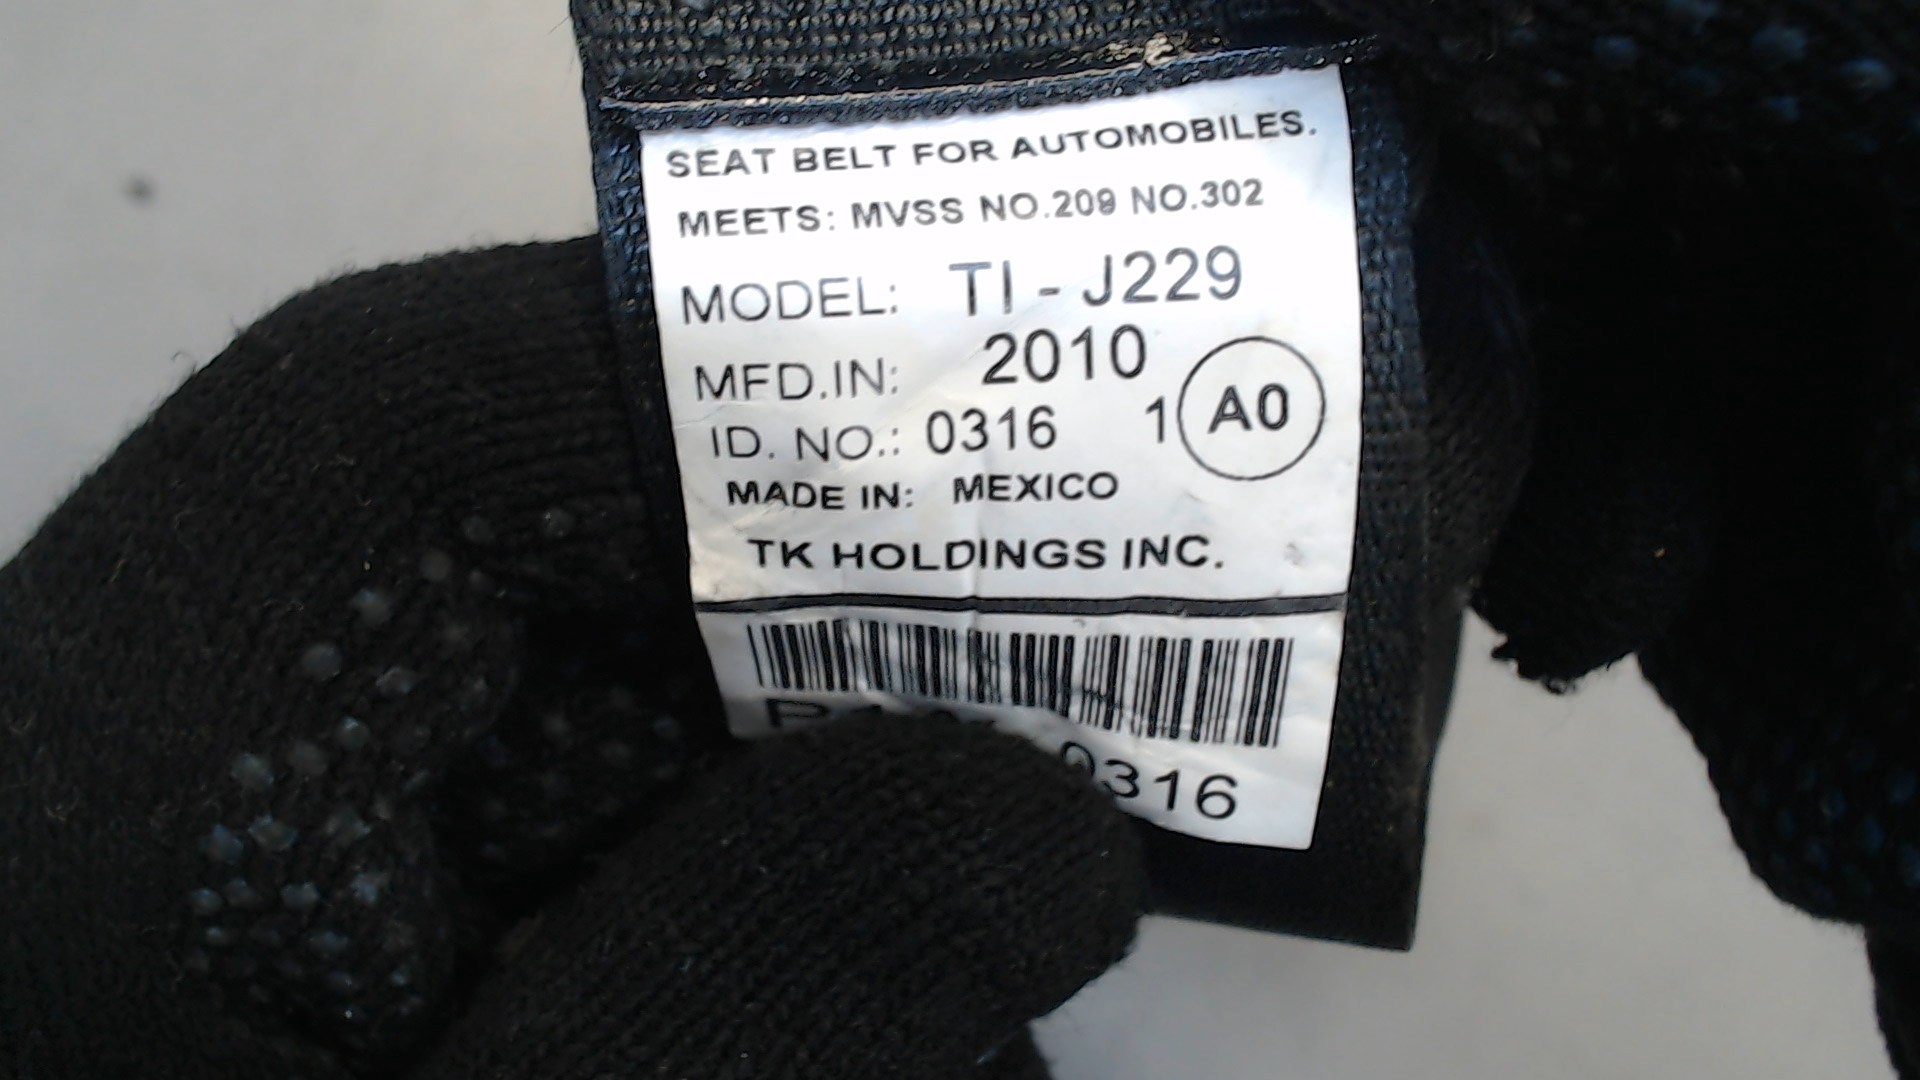 SEAT BELT FOR AUTOMOBILES.
MEETS: MVSS NO.209 NO.302
MODEL: TI - J229
MFD.IN: 2010
ID. NO.: 0316 1 A0
MADE IN: MEXICO
TK HOLDINGS INC.
0316